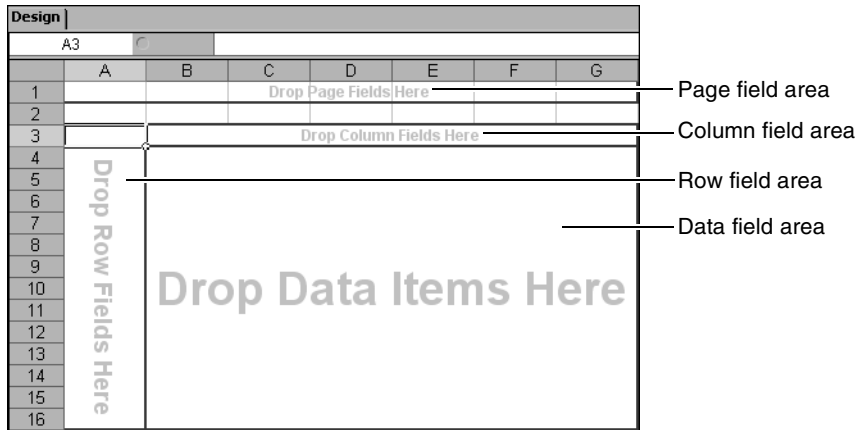 Design
A3
A B C D E F G
1 Drop Page Fields Here Page field area
2
3 Drop Column Fields Here Column field area
4
5 Row field area
6
7 Data field area
8
9
10 Drop Data Items Here
11
12
13
14
15
16
Drop Row Fields Here